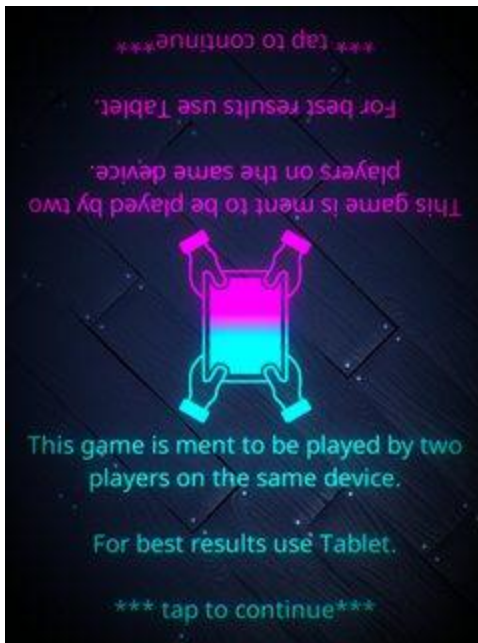 *** tap to continue***
For best results use Tablet.
This game is ment to be played by two
players on the same device.
This game is ment to be played by two
players on the same device.
For best results use Tablet.
*** tap to continue***